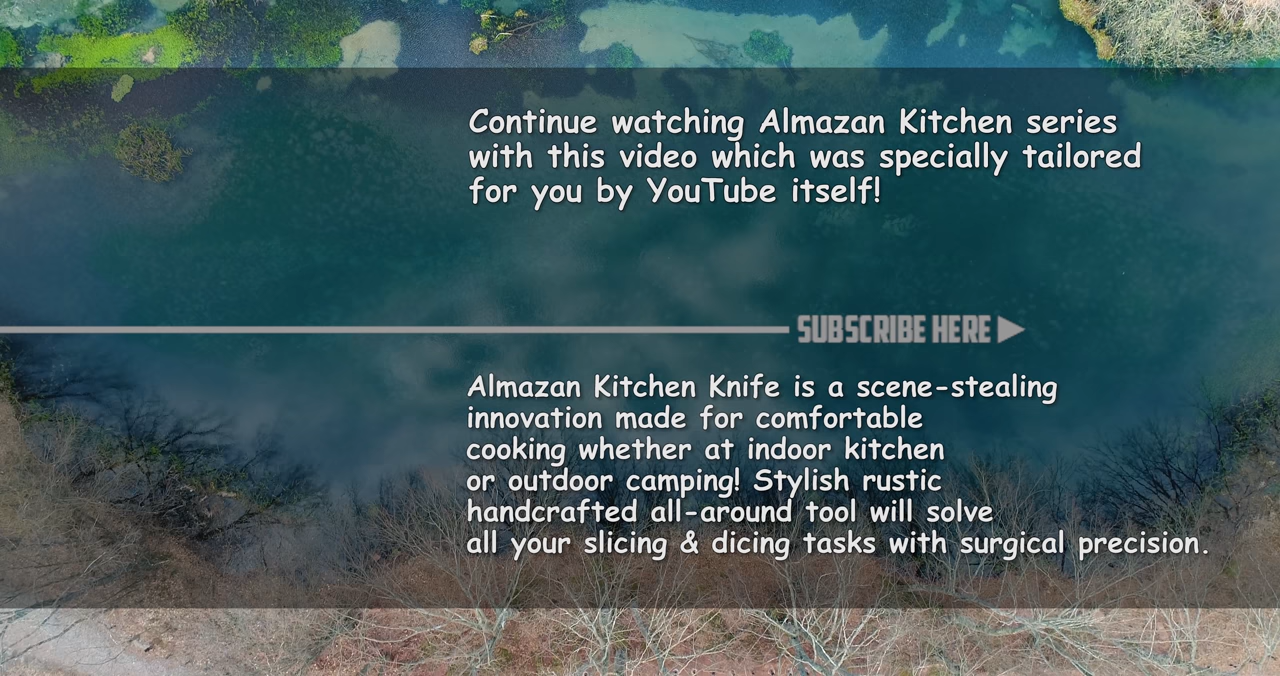 Continue watching Almazan Kitchen series
with this video which was specially tailored
for you by YouTube itself!
SUBSCRIBE HERE
Almazan Kitchen Knife is a scene-stealing
innovation made for comfortable
cooking whether at indoor kitchen
or outdoor camping! Stylish rustic
handcrafted all-around tool will solve
all your slicing & dicing tasks with surgical precision.